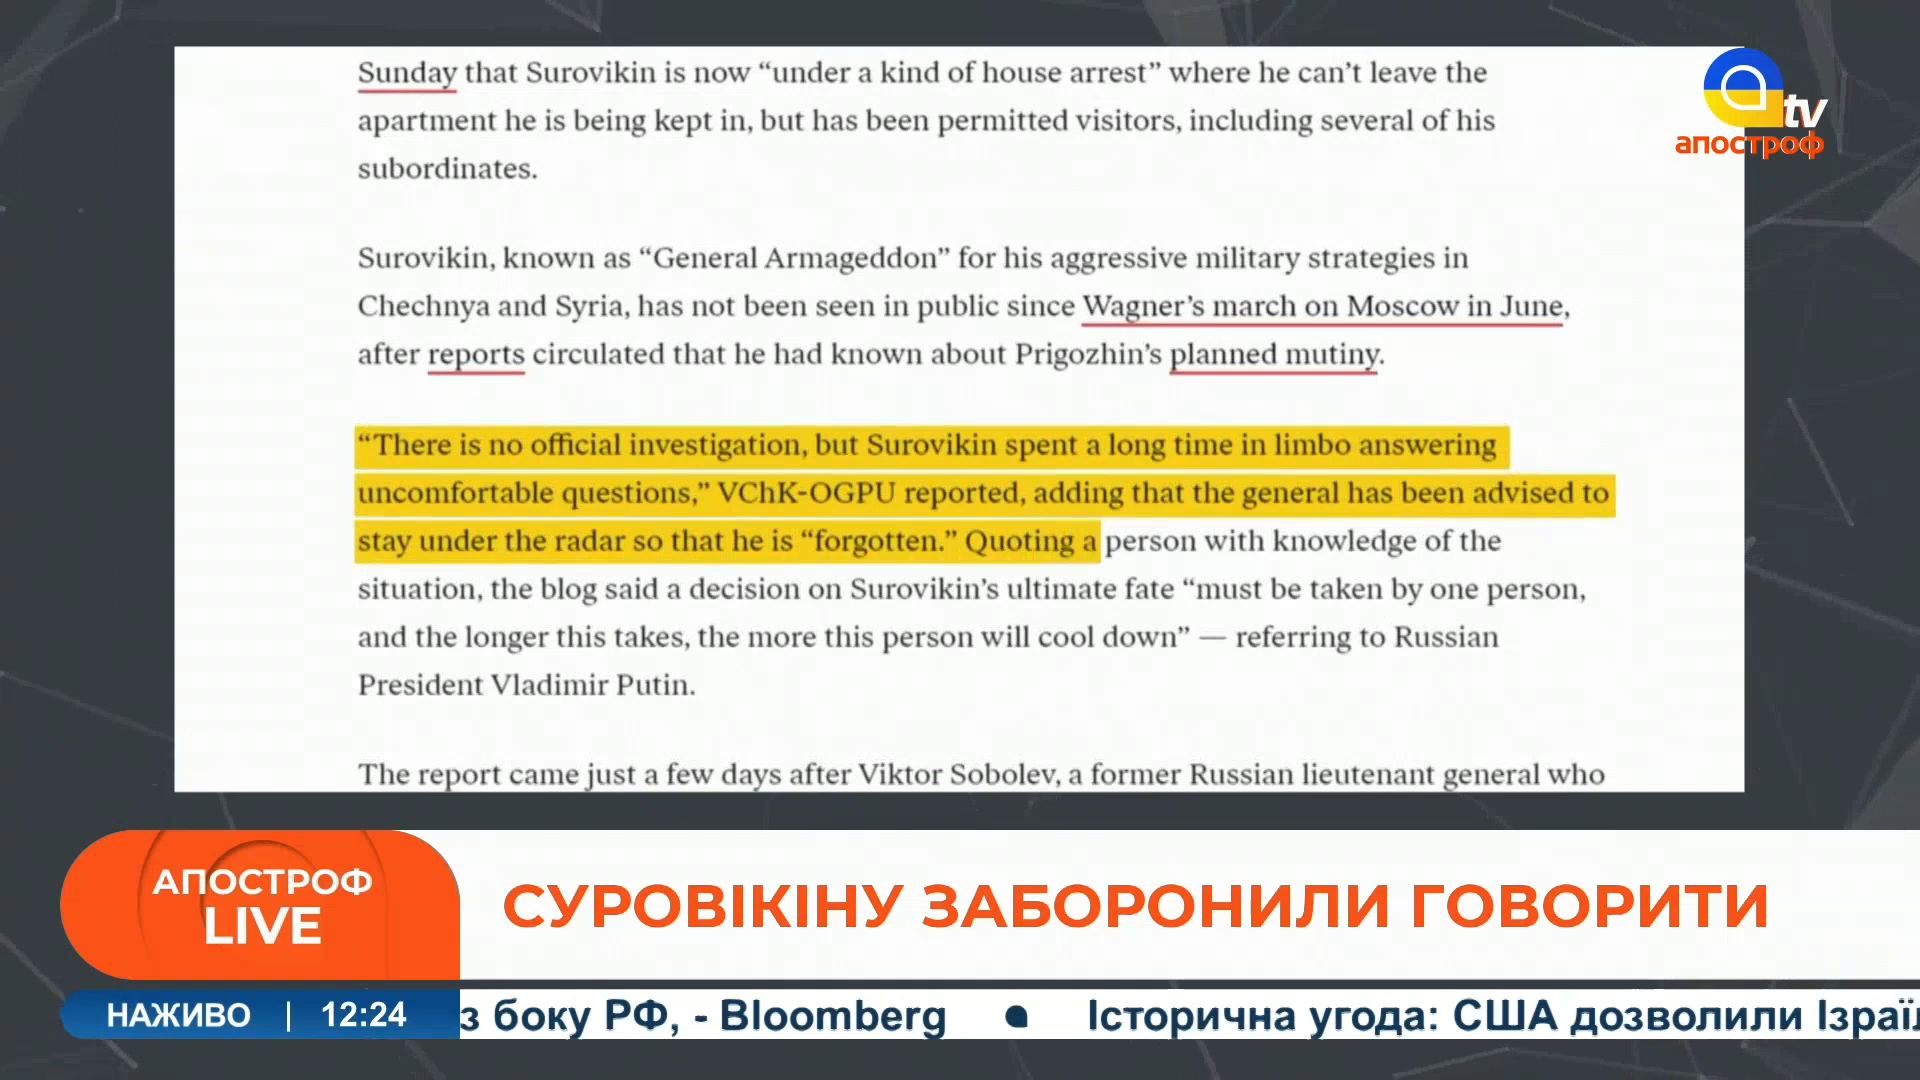 Sunday that Surovikin is now “under a kind of house arrest” where he can’t leave the
apartment he is being kept in, but has been permitted visitors, including several of his
subordinates.
Surovikin, known as “General Armageddon” for his aggressive military strategies in
Chechnya and Syria, has not been seen in public since Wagner’s march on Moscow in June,
after reports circulated that he had known about Prigozhin’s planned mutiny.
“There is no official investigation, but Surovikin spent a long time in limbo answering
uncomfortable questions,” VChK-OGPU reported, adding that the general has been advised to
stay under the radar so that he is “forgotten.” Quoting a person with knowledge of the
situation, the blog said a decision on Surovikin’s ultimate fate “must be taken by one person,
and the longer this takes, the more this person will cool down” — referring to Russian
President Vladimir Putin.
The report came just a few days after Viktor Sobolev, a former Russian lieutenant general who
tv
апостроф
АПОСТРОФ
LIVE
СУРОВІКІНУ ЗАБОРОНИЛИ ГОВОРИТИ
НАЖИВО | 12:24
з боку РФ, - Bloomberg ● Історична угода: США дозволили